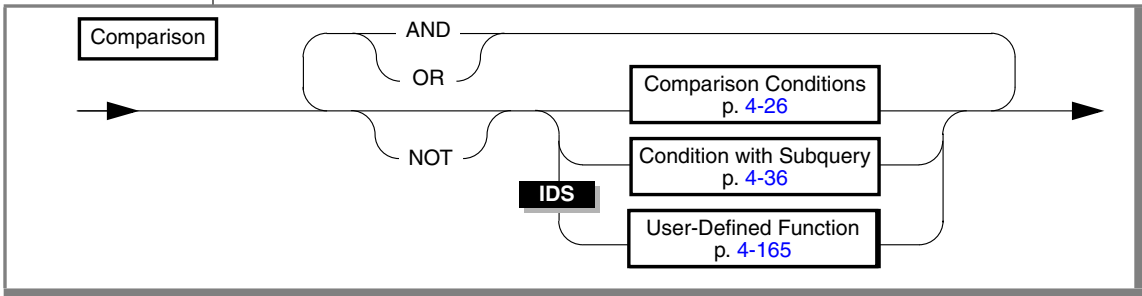 Comparison
AND
OR
NOT
Comparison Conditions
p. 4-26
Condition with Subquery
p. 4-36
IDS
User-Defined Function
p. 4-165